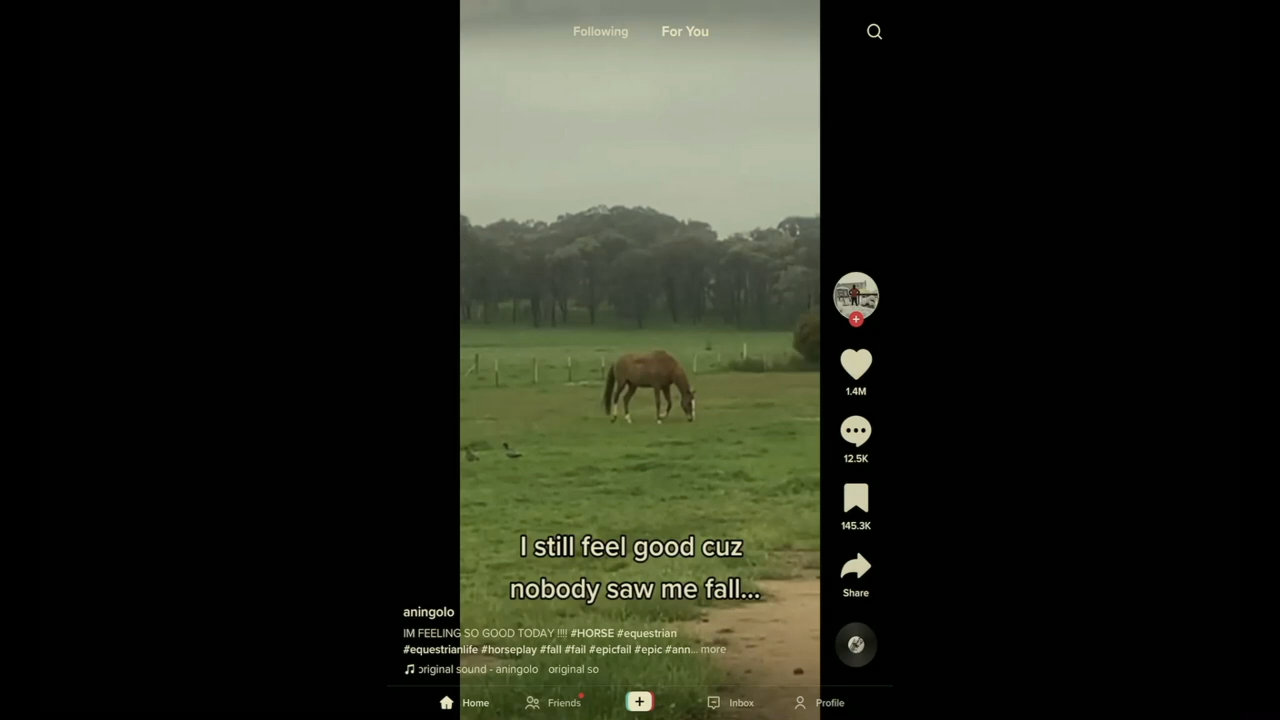 Following For You
1.4M
12.5K
145.3K
I still feel good cuz
nobody saw me fall...
Share
aningolo
IM FEELING SO GOOD TODAY !!!! #HORSE #equestrian
#equestrianlife #horseplay #fall #fail #epicfail #epic #ann... more
original sound - aningolo original so
Home Friends Inbox Profile